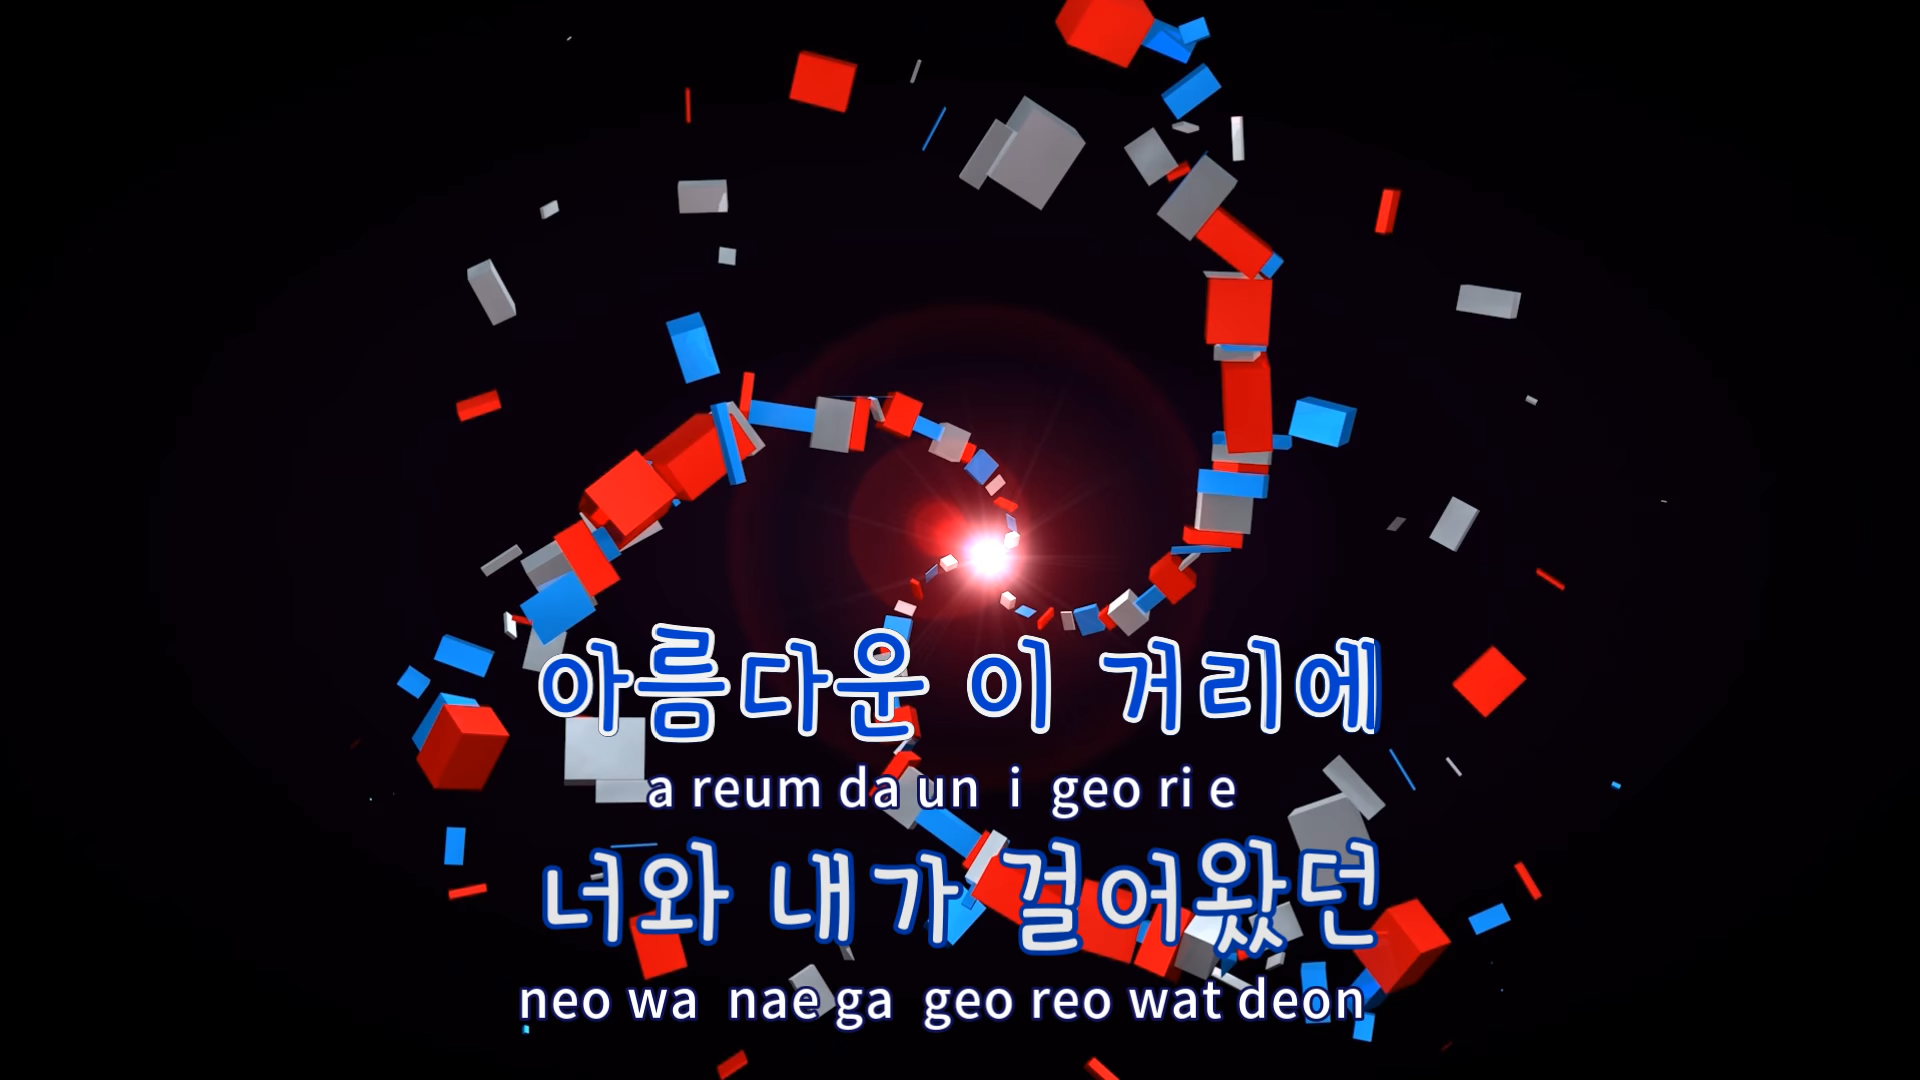 아름다운 이 거리에
a reum da un i geo ri e
너와 내가 걸어왔던
neo wa nae ga geo reo wat deon